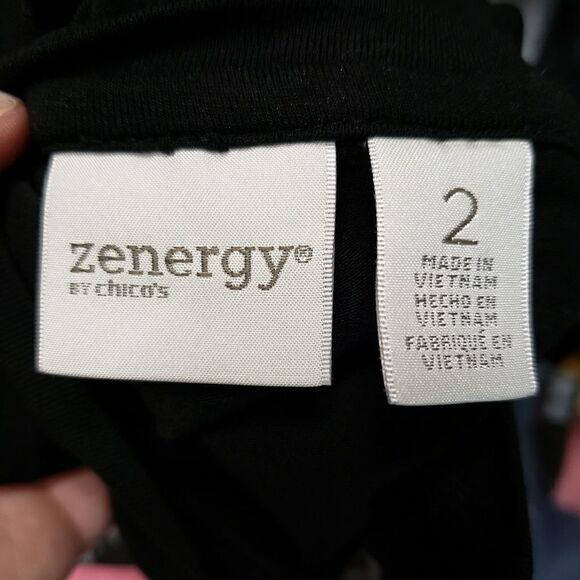 zenergy®
BY chico's
2
MADE IN
VIETNAM
HECHO EN
VIETNAM
FABRIQUÉ EN
VIETNAM